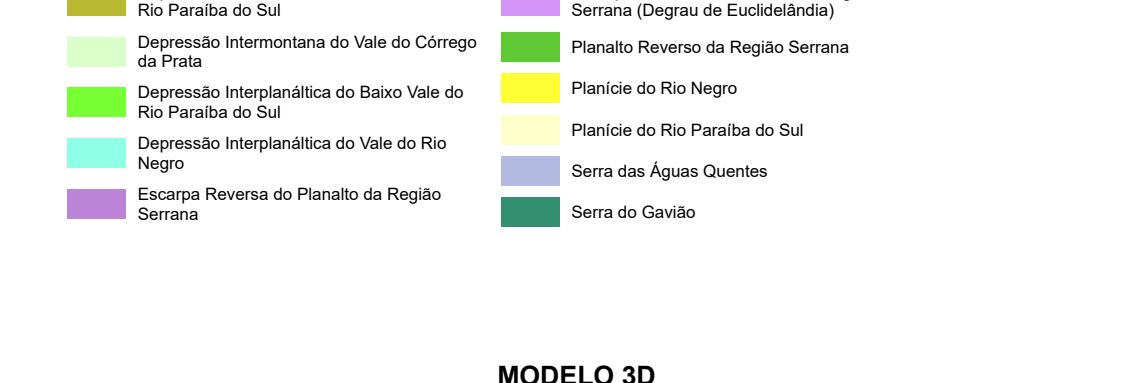 Rio Paraíba do Sul
Depressão Intermontana do Vale do Córrego
da Prata
Depressão Interplanáltica do Baixo Vale do
Rio Paraíba do Sul
Depressão Interplanáltica do Vale do Rio
Negro
Escarpa Reversa do Planalto da Região
Serrana
Serrana (Degrau de Euclidelândia)
Planalto Reverso da Região Serrana
Planície do Rio Negro
Planície do Rio Paraíba do Sul
Serra das Águas Quentes
Serra do Gavião
MODELO 3D